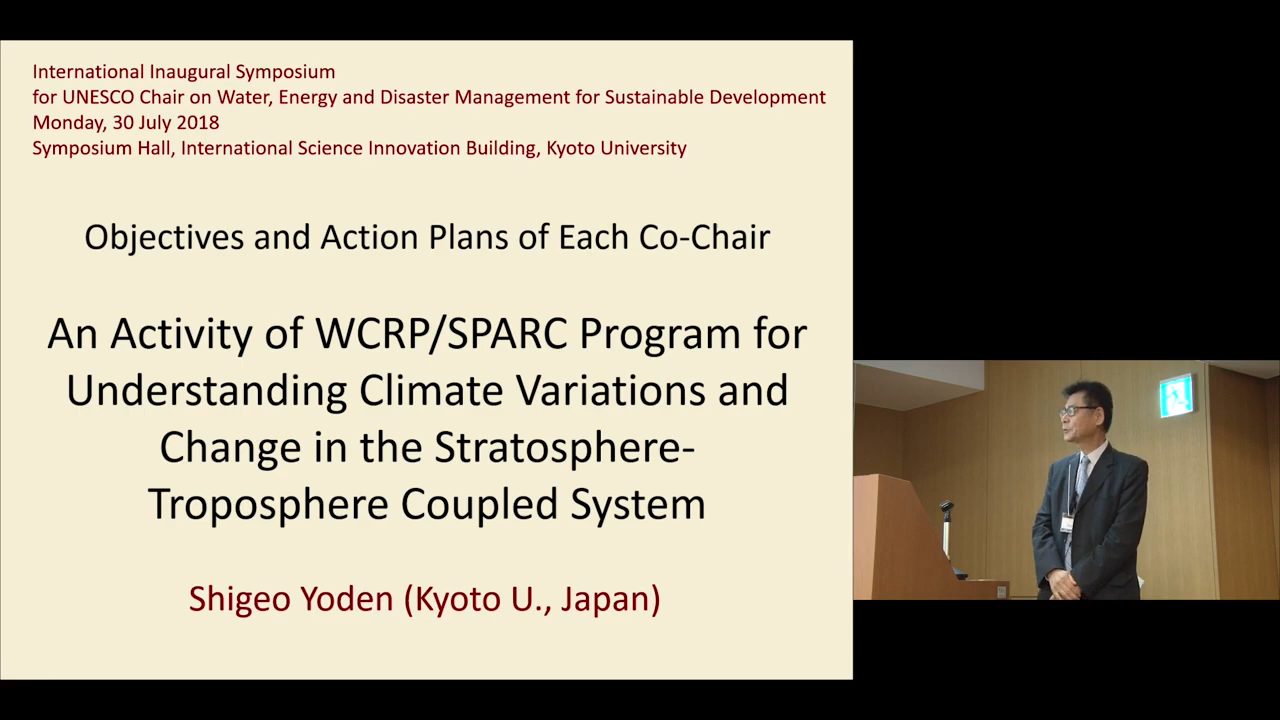 International Inaugural Symposium
for UNESCO Chair on Water, Energy and Disaster Management for Sustainable Development
Monday, 30 July 2018
Symposium Hall, International Science Innovation Building, Kyoto University
Objectives and Action Plans of Each Co-Chair
An Activity of WCRP/SPARC Program for
Understanding Climate Variations and
Change in the Stratosphere-
Troposphere Coupled System
Shigeo Yoden (Kyoto U., Japan)